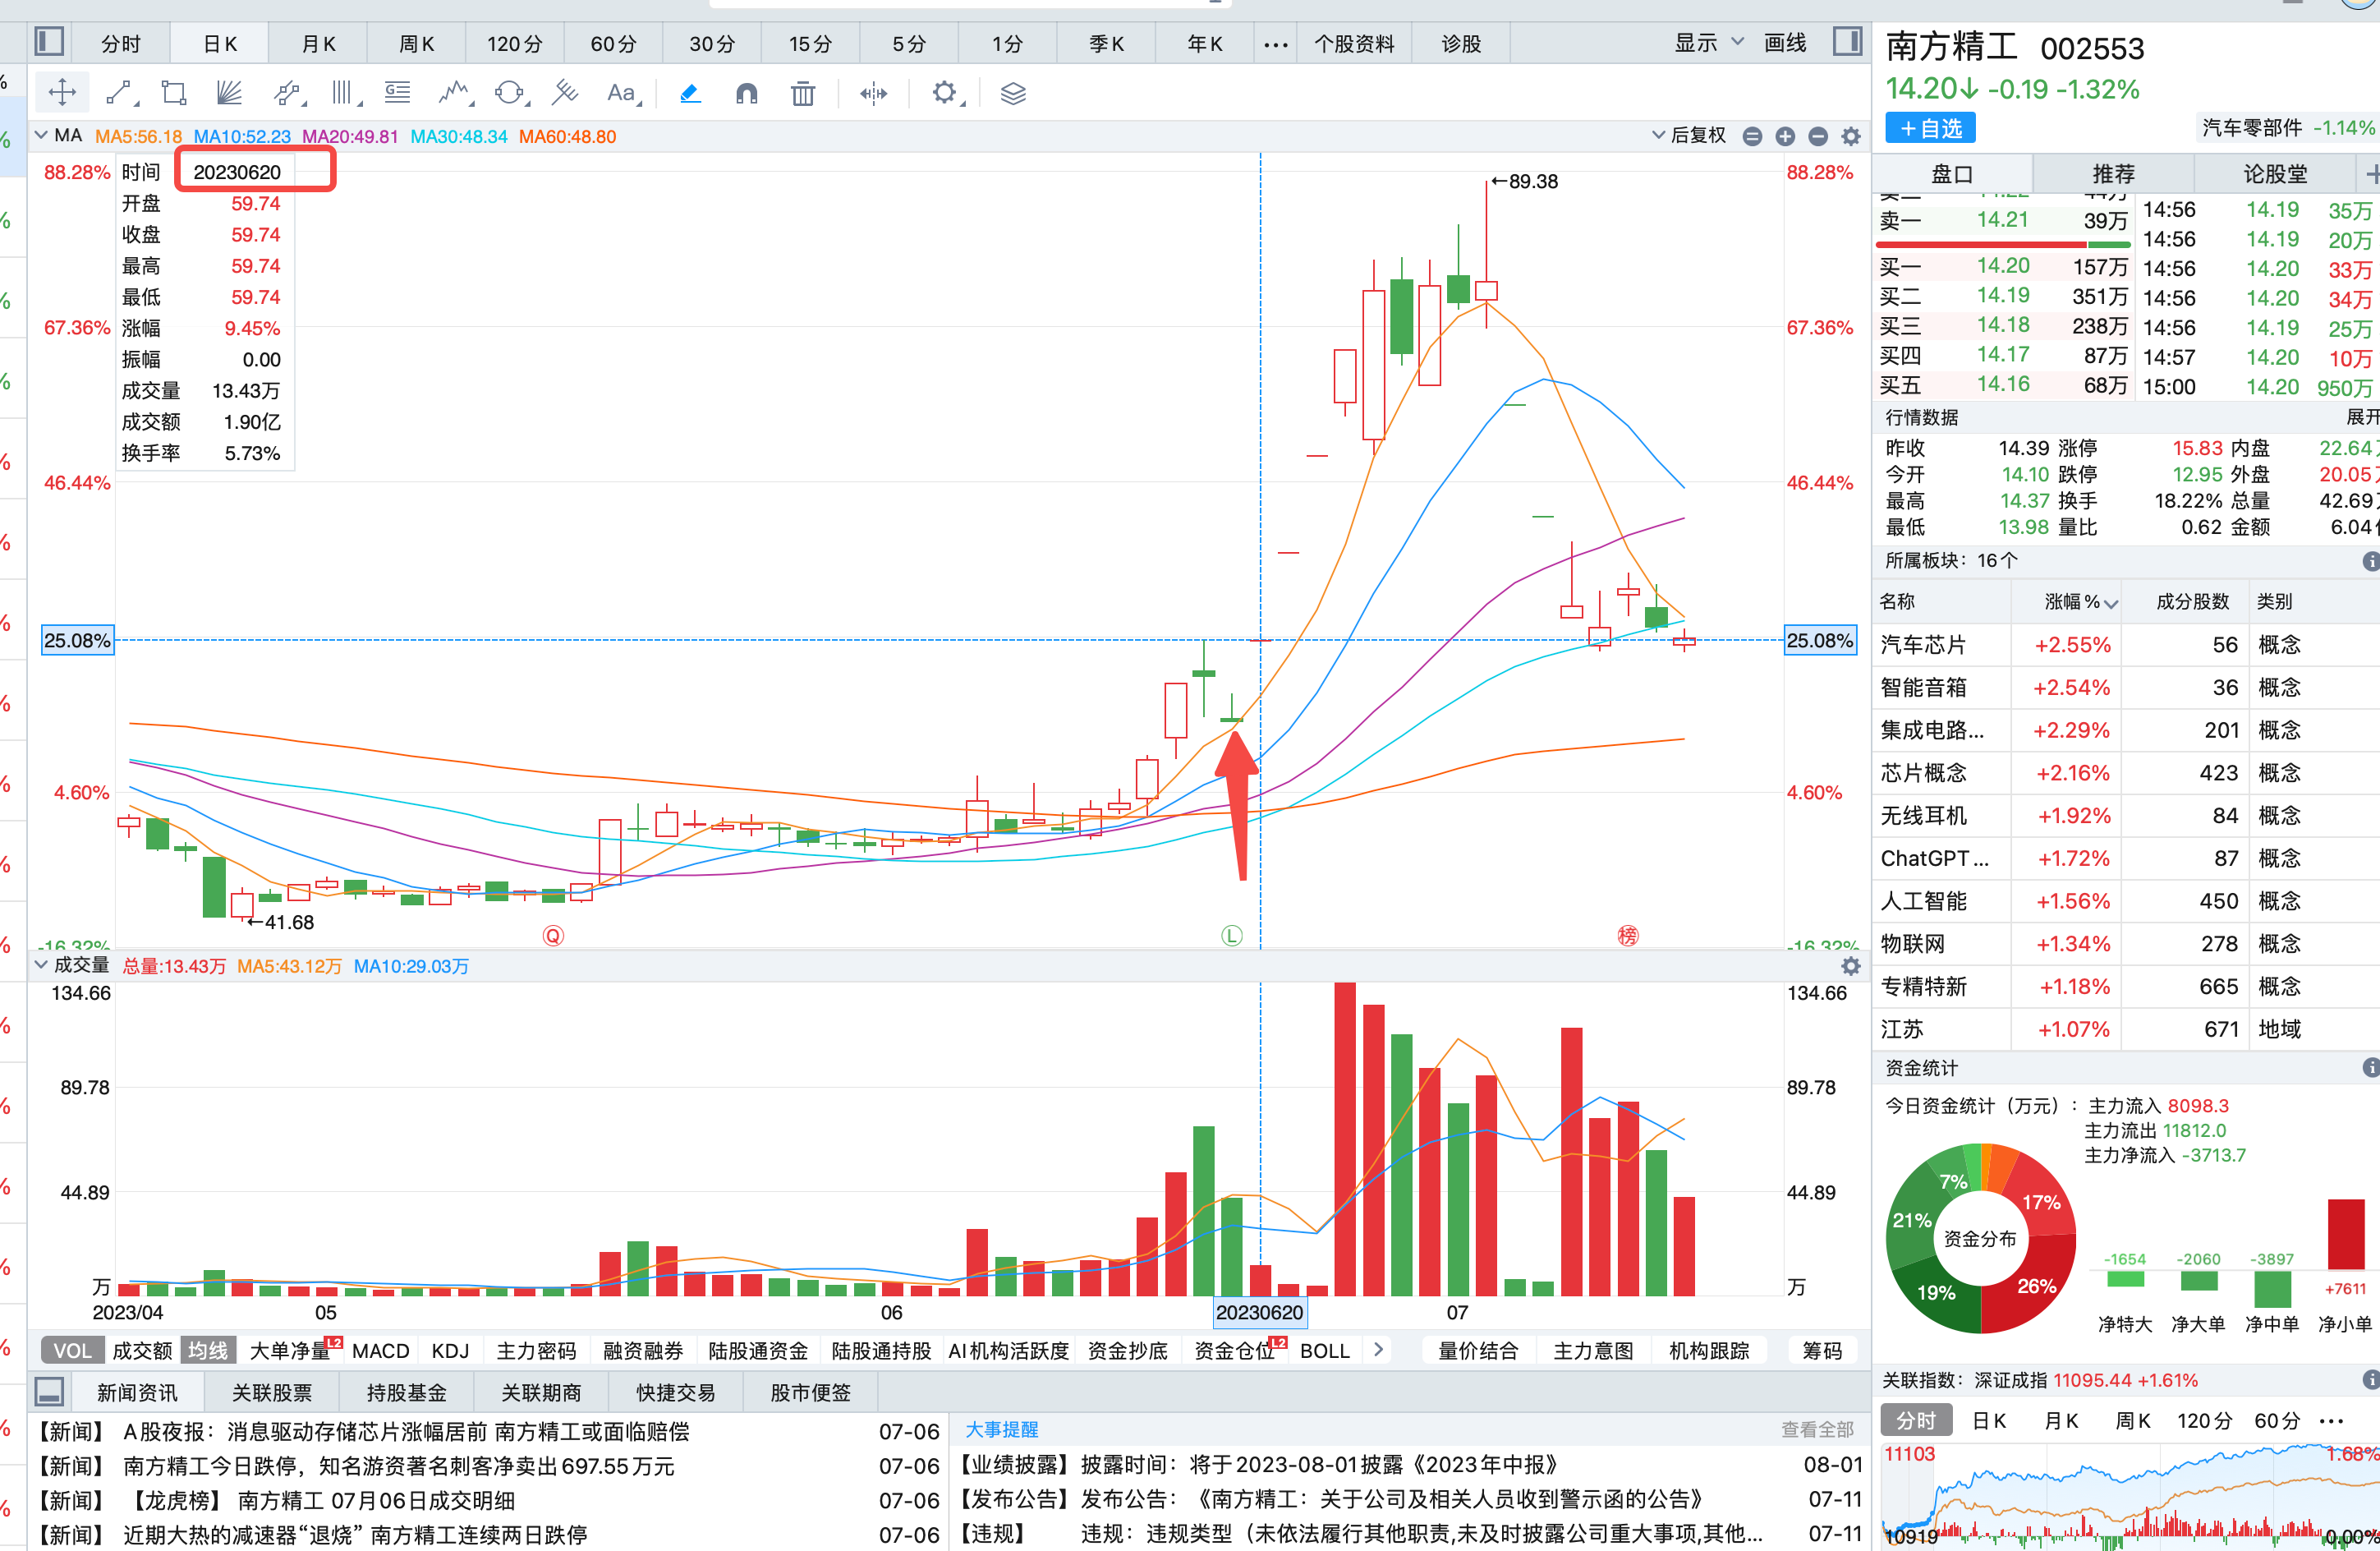 分时 日K 月K 周K 120分 60分 30分 15分 5分 1分 季K 年K ••• 个股资料 诊股 显示 画线
Aa
MA MA5:56.18 MA10:52.23 MA20:49.81 MA30:48.34 MA60:48.80 后复权
88.28% 88.28%
67.36% 67.36%
46.44% 46.44%
25.08% 25.08%
4.60% 4.60%
-16.32% -16.32%
时间 20230620
开盘 59.74
收盘 59.74
最高 59.74
最低 59.74
涨幅 9.45%
振幅 0.00
成交量 13.43万
成交额 1.90亿
换手率 5.73%
←89.38
←41.68
Q L 榜
成交量 总量:13.43万 MA5:43.12万 MA10:29.03万
134.66 134.66
89.78 89.78
44.89 44.89
万 万
2023/04 05 06 20230620 07
VOL 成交额 均线 大单净量 L2 MACD KDJ 主力密码 融资融券 陆股通资金 陆股通持股 AI机构活跃度 资金抄底 资金仓位 L2 BOLL 量价结合 主力意图 机构跟踪 筹码
新闻资讯 关联股票 持股基金 关联期商 快捷交易 股市便签
【新闻】 A股夜报：消息驱动存储芯片涨幅居前 南方精工或面临赔偿 07-06
【新闻】 南方精工今日跌停，知名游资著名刺客净卖出697.55万元 07-06
【新闻】 【龙虎榜】 南方精工 07月06日成交明细 07-06
【新闻】 近期大热的减速器“退烧” 南方精工连续两日跌停 07-06
大事提醒 查看全部
【业绩披露】披露时间：将于2023-08-01披露《2023年中报》 08-01
【发布公告】发布公告：《南方精工：关于公司及相关人员收到警示函的公告》 07-11
【违规】 违规：违规类型（未依法履行其他职责,未及时披露公司重大事项,其他... 07-11
南方精工 002553
14.20↓ -0.19 -1.32%
＋自选 汽车零部件 -1.14%
盘口 推荐 论股堂
卖一 14.21 39万
买一 14.20 157万
买二 14.19 351万
买三 14.18 238万
买四 14.17 87万
买五 14.16 68万
14:56 14.19 35万
14:56 14.19 20万
14:56 14.20 33万
14:56 14.20 34万
14:56 14.19 25万
14:57 14.20 10万
15:00 14.20 950万
行情数据
昨收 14.39 涨停 15.83 内盘 22.64
今开 14.10 跌停 12.95 外盘 20.05
最高 14.37 换手 18.22% 总量 42.69
最低 13.98 量比 0.62 金额 6.04
所属板块：16个
名称 涨幅% 成分股数 类别
汽车芯片 +2.55% 56 概念
智能音箱 +2.54% 36 概念
集成电路... +2.29% 201 概念
芯片概念 +2.16% 423 概念
无线耳机 +1.92% 84 概念
ChatGPT... +1.72% 87 概念
人工智能 +1.56% 450 概念
物联网 +1.34% 278 概念
专精特新 +1.18% 665 概念
江苏 +1.07% 671 地域
资金统计
今日资金统计（万元）： 主力流入 8098.3
主力流出 11812.0
主力净流入 -3713.7
资金分布
7% 17% 21% 19% 26%
-1654 -2060 -3897 +7611
净特大 净大单 净中单 净小单
关联指数： 深证成指 11095.44 +1.61%
分时 日K 月K 周K 120分 60分 •••
11103 1.68%
10919 0.00%